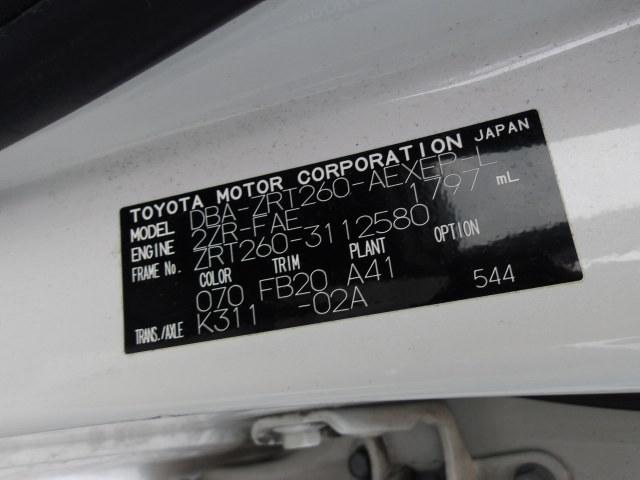 TOYOTA MOTOR CORPORATION JAPAN
MODEL DBA-ZRT260-AEXEP-L
ENGINE 2ZR-FAE 1797 mL
FRAME No. ZRT260-3112580
COLOR TRIM PLANT OPTION
070 FB20 A41 544
TRANS./AXLE K311 -02A